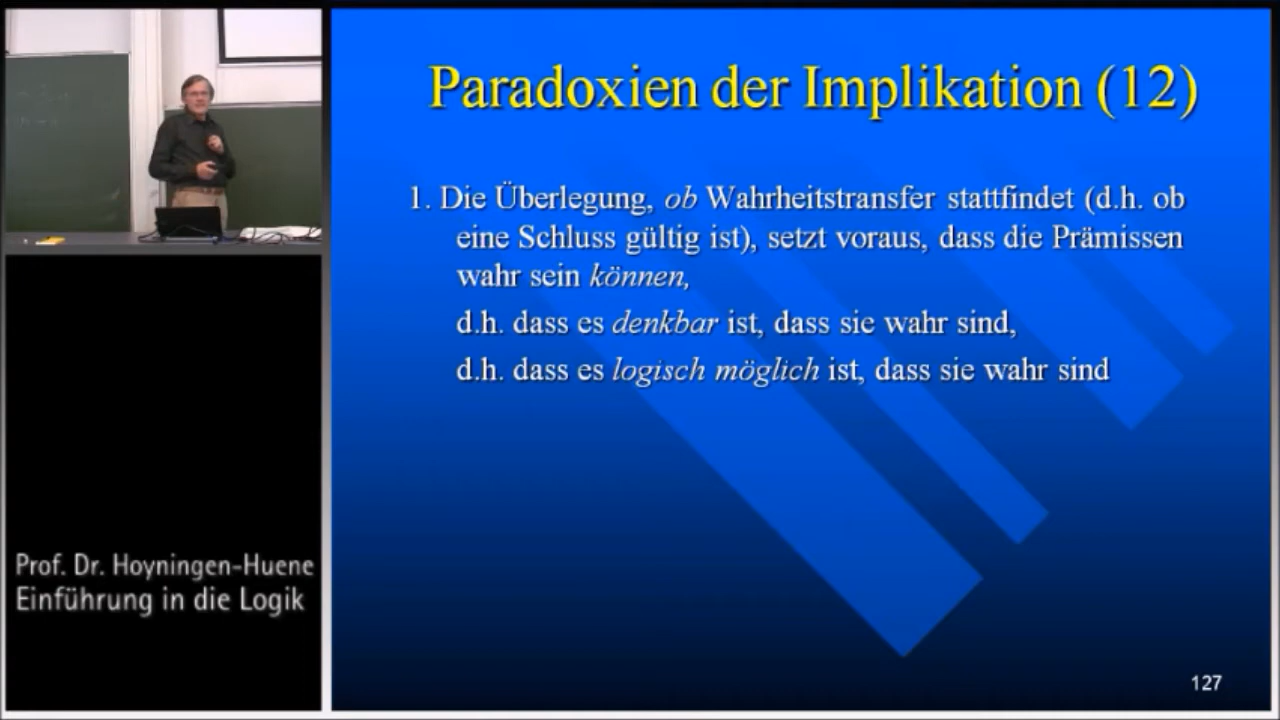 Paradoxien der Implikation (12)
1. Die Überlegung, ob Wahrheitstransfer stattfindet (d.h. ob
eine Schluss gültig ist), setzt voraus, dass die Prämissen
wahr sein können,
d.h. dass es denkbar ist, dass sie wahr sind,
d.h. dass es logisch möglich ist, dass sie wahr sind
Prof. Dr. Hoyningen-Huene
Einführung in die Logik
127